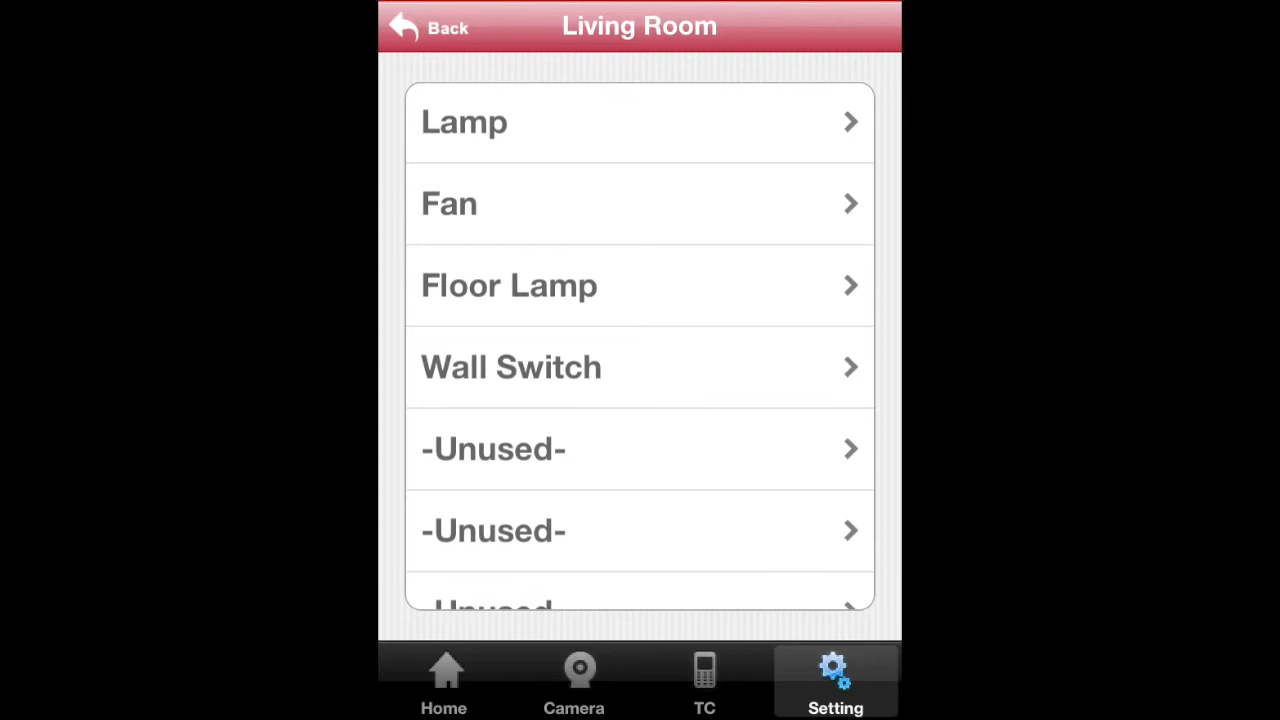 Back
Living Room
Lamp
Fan
Floor Lamp
Wall Switch
-Unused-
-Unused-
-Unused-
Home
Camera
TC
Setting